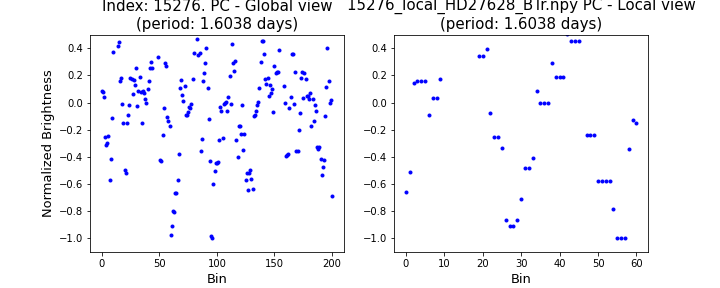 Index: 15276. PC - Global view
(period: 1.6038 days)
15276_local_HD27628_BTr.npy PC - Local view
(period: 1.6038 days)
Normalized Brightness
0.4
0.2
0.0
−0.2
−0.4
−0.6
−0.8
−1.0
0 50 100 150 200
Bin
0.4
0.2
0.0
−0.2
−0.4
−0.6
−0.8
−1.0
0 10 20 30 40 50 60
Bin